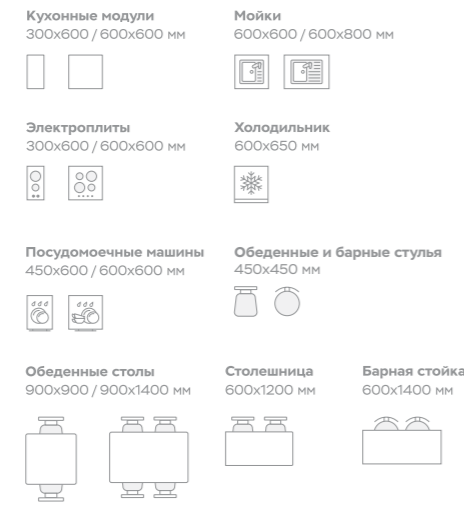 Кухонные модули
300х600 / 600х600 мм
Мойки
600х600 / 600х800 мм
Электроплиты
300х600 / 600х600 мм
Холодильник
600х650 мм
Посудомоечные машины
450х600 / 600х600 мм
Обеденные и барные стулья
450х450 мм
Обеденные столы
900х900 / 900х1400 мм
Столешница
600х1200 мм
Барная стойка
600х1400 мм